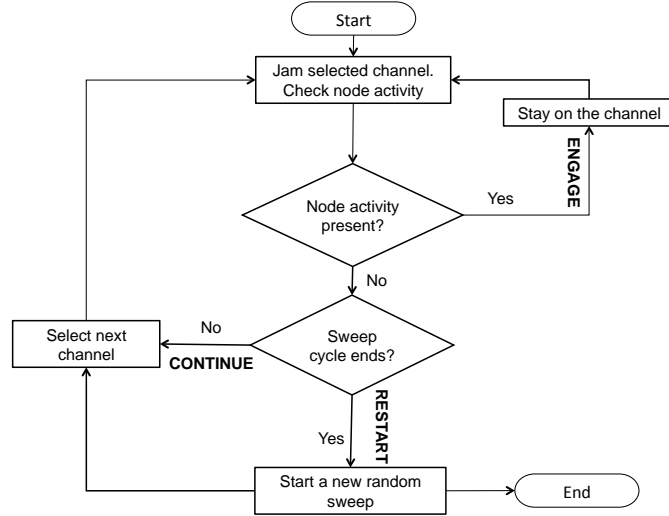 Start
Jam selected channel.
Check node activity
Stay on the channel
ENGAGE
Node activity
present?
Yes
No
Select next
channel
No
CONTINUE
Sweep
cycle ends?
Yes
RESTART
Start a new random
sweep
End